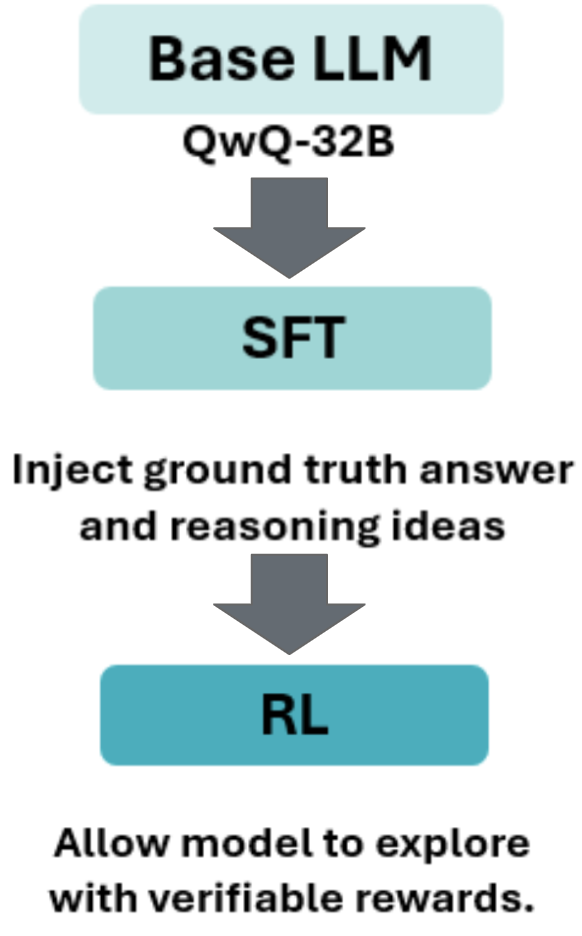 Base LLM
QwQ-32B
SFT
Inject ground truth answer
and reasoning ideas
RL
Allow model to explore
with verifiable rewards.